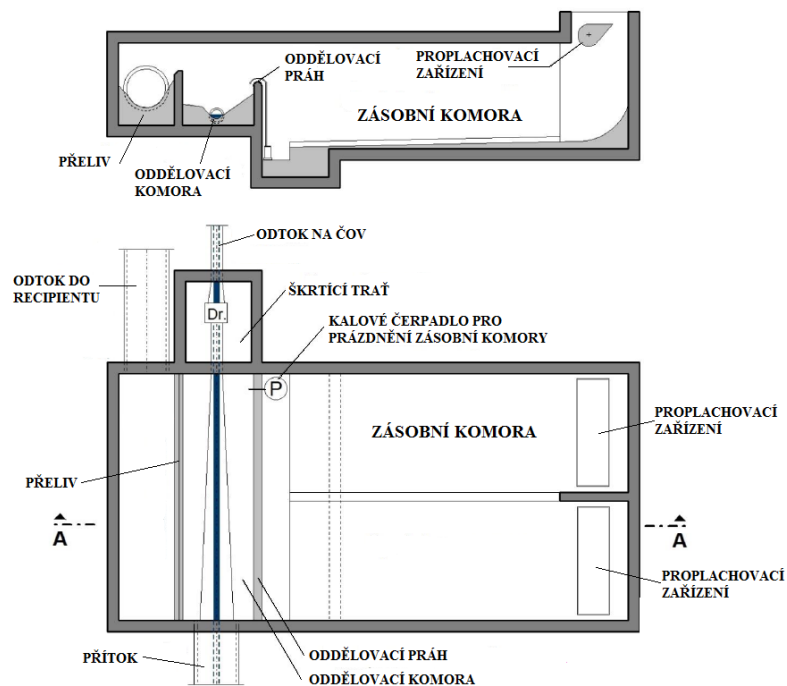 ODDĚLOVACÍ
PRÁH
PROPLACHOVACÍ
ZAŘÍZENÍ
ZÁSOBNÍ KOMORA
PŘELIV
ODDĚLOVACÍ
KOMORA
ODTOK NA ČOV
ODTOK DO
RECIPIENTU
ŠKRTÍCÍ TRAŤ
Dr.
KALOVÉ ČERPADLO PRO
PRÁZDNĚNÍ ZÁSOBNÍ KOMORY
P
ZÁSOBNÍ KOMORA
PROPLACHOVACÍ
ZAŘÍZENÍ
PŘELIV
A
A
PROPLACHOVACÍ
ZAŘÍZENÍ
PŘÍTOK
ODDĚLOVACÍ PRÁH
ODDĚLOVACÍ KOMORA